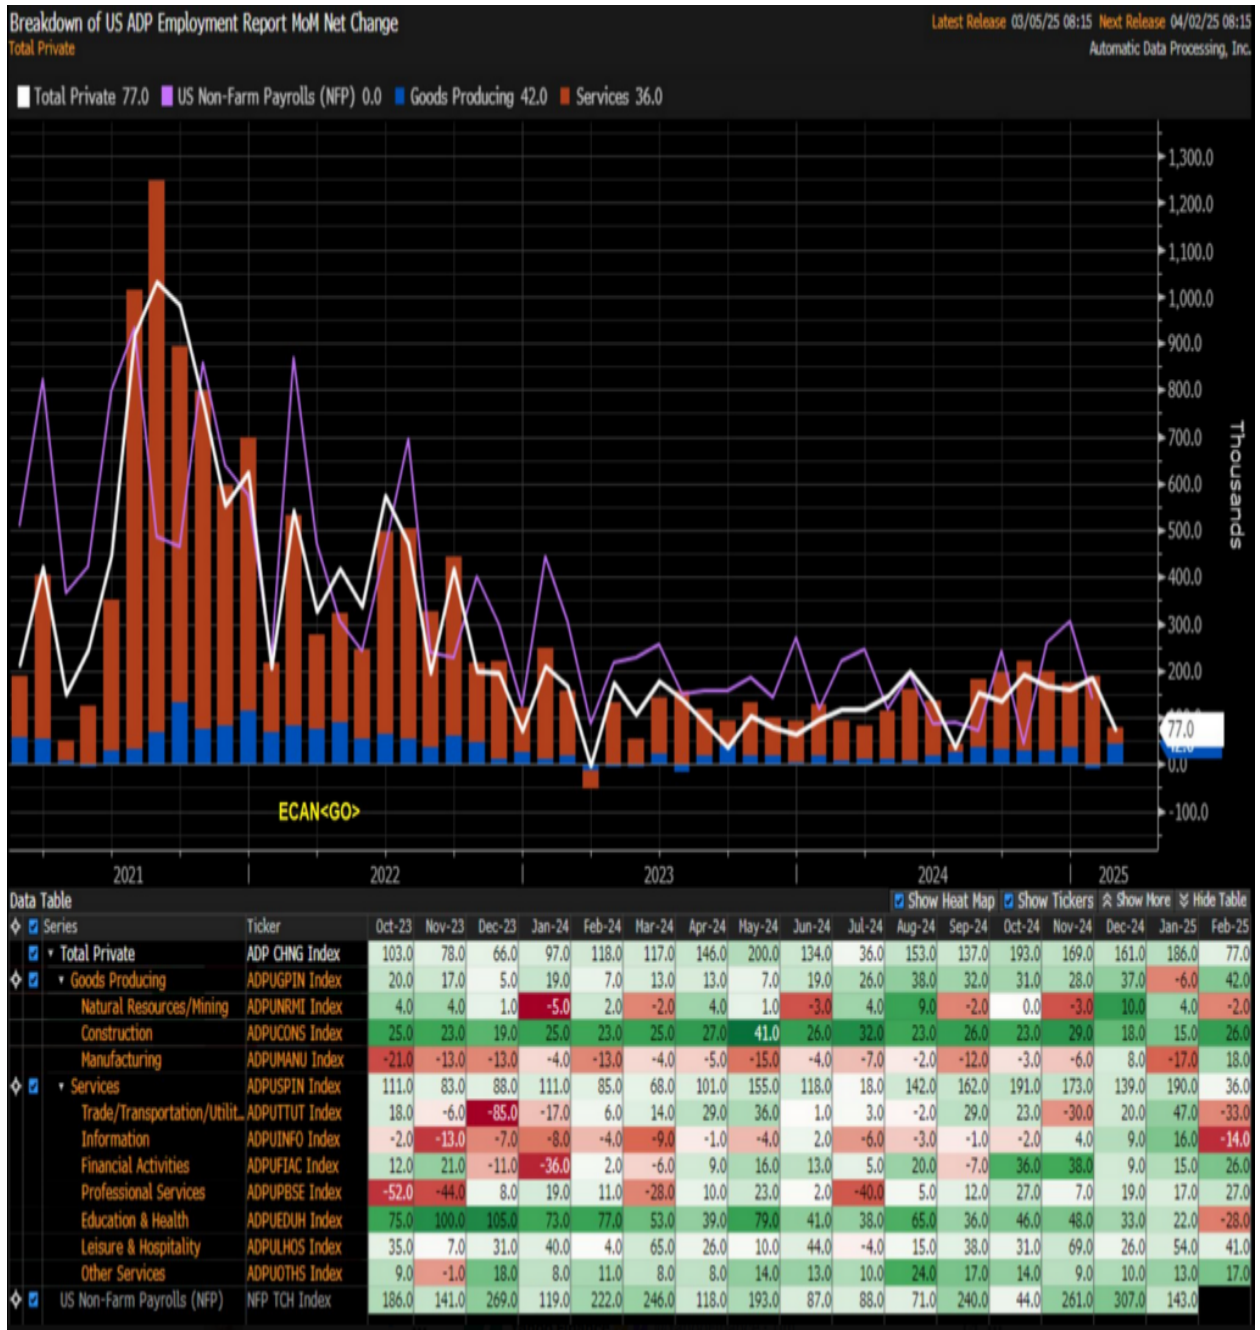 Breakdown of US ADP Employment Report MoM Net Change
Latest Release 03/05/25 08:15 Next Release 04/02/25 08:15
Total Private
Automatic Data Processing, Inc.
Total Private 77.0 US Non-Farm Payrolls (NFP) 0.0 Goods Producing 42.0 Services 36.0
1,300.0
1,200.0
1,100.0
1,000.0
900.0
800.0
700.0
600.0
500.0
400.0
300.0
200.0
77.0
42.0
0.0
-100.0
Thousands
ECAN<GO>
2021 2022 2023 2024 2025
Data Table
Show Heat Map Show Tickers Show More Hide Table
Series Ticker Oct-23 Nov-23 Dec-23 Jan-24 Feb-24 Mar-24 Apr-24 May-24 Jun-24 Jul-24 Aug-24 Sep-24 Oct-24 Nov-24 Dec-24 Jan-25 Feb-25
Total Private ADP CHNG Index 103.0 78.0 66.0 97.0 118.0 117.0 146.0 200.0 134.0 36.0 153.0 137.0 193.0 169.0 161.0 186.0 77.0
Goods Producing ADPUGPIN Index 20.0 17.0 5.0 19.0 7.0 13.0 13.0 7.0 19.0 26.0 38.0 32.0 31.0 28.0 37.0 -6.0 42.0
Natural Resources/Mining ADPUNRMI Index 4.0 4.0 1.0 -5.0 2.0 -2.0 4.0 1.0 -3.0 4.0 9.0 -2.0 0.0 -3.0 10.0 4.0 -2.0
Construction ADPUCONS Index 25.0 23.0 19.0 25.0 23.0 25.0 27.0 41.0 26.0 32.0 23.0 26.0 23.0 29.0 18.0 15.0 26.0
Manufacturing ADPUMANU Index -21.0 -13.0 -13.0 -4.0 -13.0 -4.0 -5.0 -15.0 -4.0 -7.0 -2.0 -12.0 -3.0 -6.0 8.0 -17.0 18.0
Services ADPUSPIN Index 111.0 83.0 88.0 111.0 85.0 68.0 101.0 155.0 118.0 18.0 142.0 162.0 191.0 173.0 139.0 190.0 36.0
Trade/Transportation/Utilit... ADPUTTUT Index 18.0 -6.0 -85.0 -17.0 6.0 14.0 29.0 36.0 1.0 3.0 -2.0 29.0 23.0 -30.0 20.0 47.0 -33.0
Information ADPUINFO Index -2.0 -13.0 -7.0 -8.0 -4.0 -9.0 -1.0 -4.0 2.0 -6.0 -3.0 -1.0 -2.0 4.0 9.0 16.0 -14.0
Financial Activities ADPUFIAC Index 12.0 21.0 -11.0 -36.0 2.0 -6.0 9.0 16.0 13.0 5.0 20.0 -7.0 36.0 38.0 9.0 15.0 26.0
Professional Services ADPUPBSE Index -52.0 -44.0 8.0 19.0 11.0 -28.0 10.0 23.0 2.0 -40.0 5.0 12.0 27.0 7.0 19.0 17.0 27.0
Education & Health ADPUEDUH Index 75.0 100.0 105.0 73.0 77.0 53.0 39.0 79.0 41.0 38.0 65.0 36.0 46.0 48.0 33.0 22.0 -28.0
Leisure & Hospitality ADPULHOS Index 35.0 7.0 31.0 40.0 4.0 65.0 26.0 10.0 44.0 -4.0 15.0 38.0 31.0 69.0 26.0 54.0 41.0
Other Services ADPUOTHS Index 9.0 -1.0 18.0 8.0 11.0 8.0 8.0 14.0 13.0 10.0 24.0 17.0 14.0 9.0 10.0 13.0 17.0
US Non-Farm Payrolls (NFP) NFP TCH Index 186.0 141.0 269.0 119.0 222.0 246.0 118.0 193.0 87.0 88.0 71.0 240.0 44.0 261.0 307.0 143.0